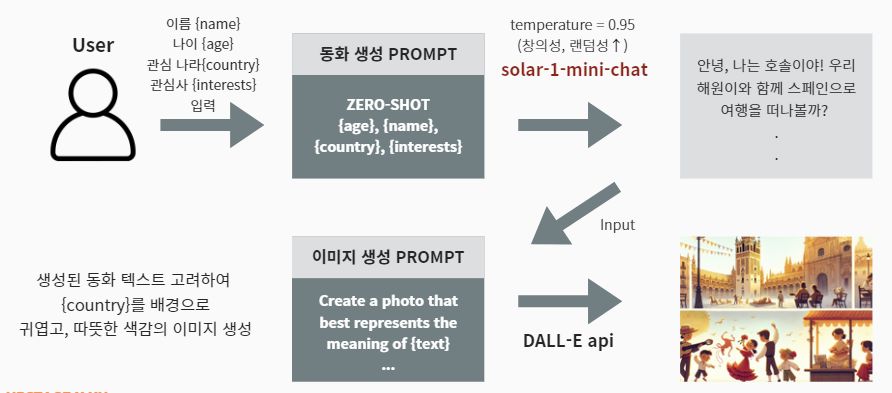 User
이름 {name}
나이 {age}
관심 나라{country}
관심사 {interests}
입력
동화 생성 PROMPT
ZERO-SHOT
{age}, {name},
{country}, {interests}
temperature = 0.95
(창의성, 랜덤성↑)
solar-1-mini-chat
안녕, 나는 호솔이야! 우리
해원이와 함께 스페인으로
여행을 떠나볼까?
.
.
Input
생성된 동화 텍스트 고려하여
{country}를 배경으로
귀엽고, 따뜻한 색감의 이미지 생성
이미지 생성 PROMPT
Create a photo that
best represents the
meaning of {text}
...
DALL-E api